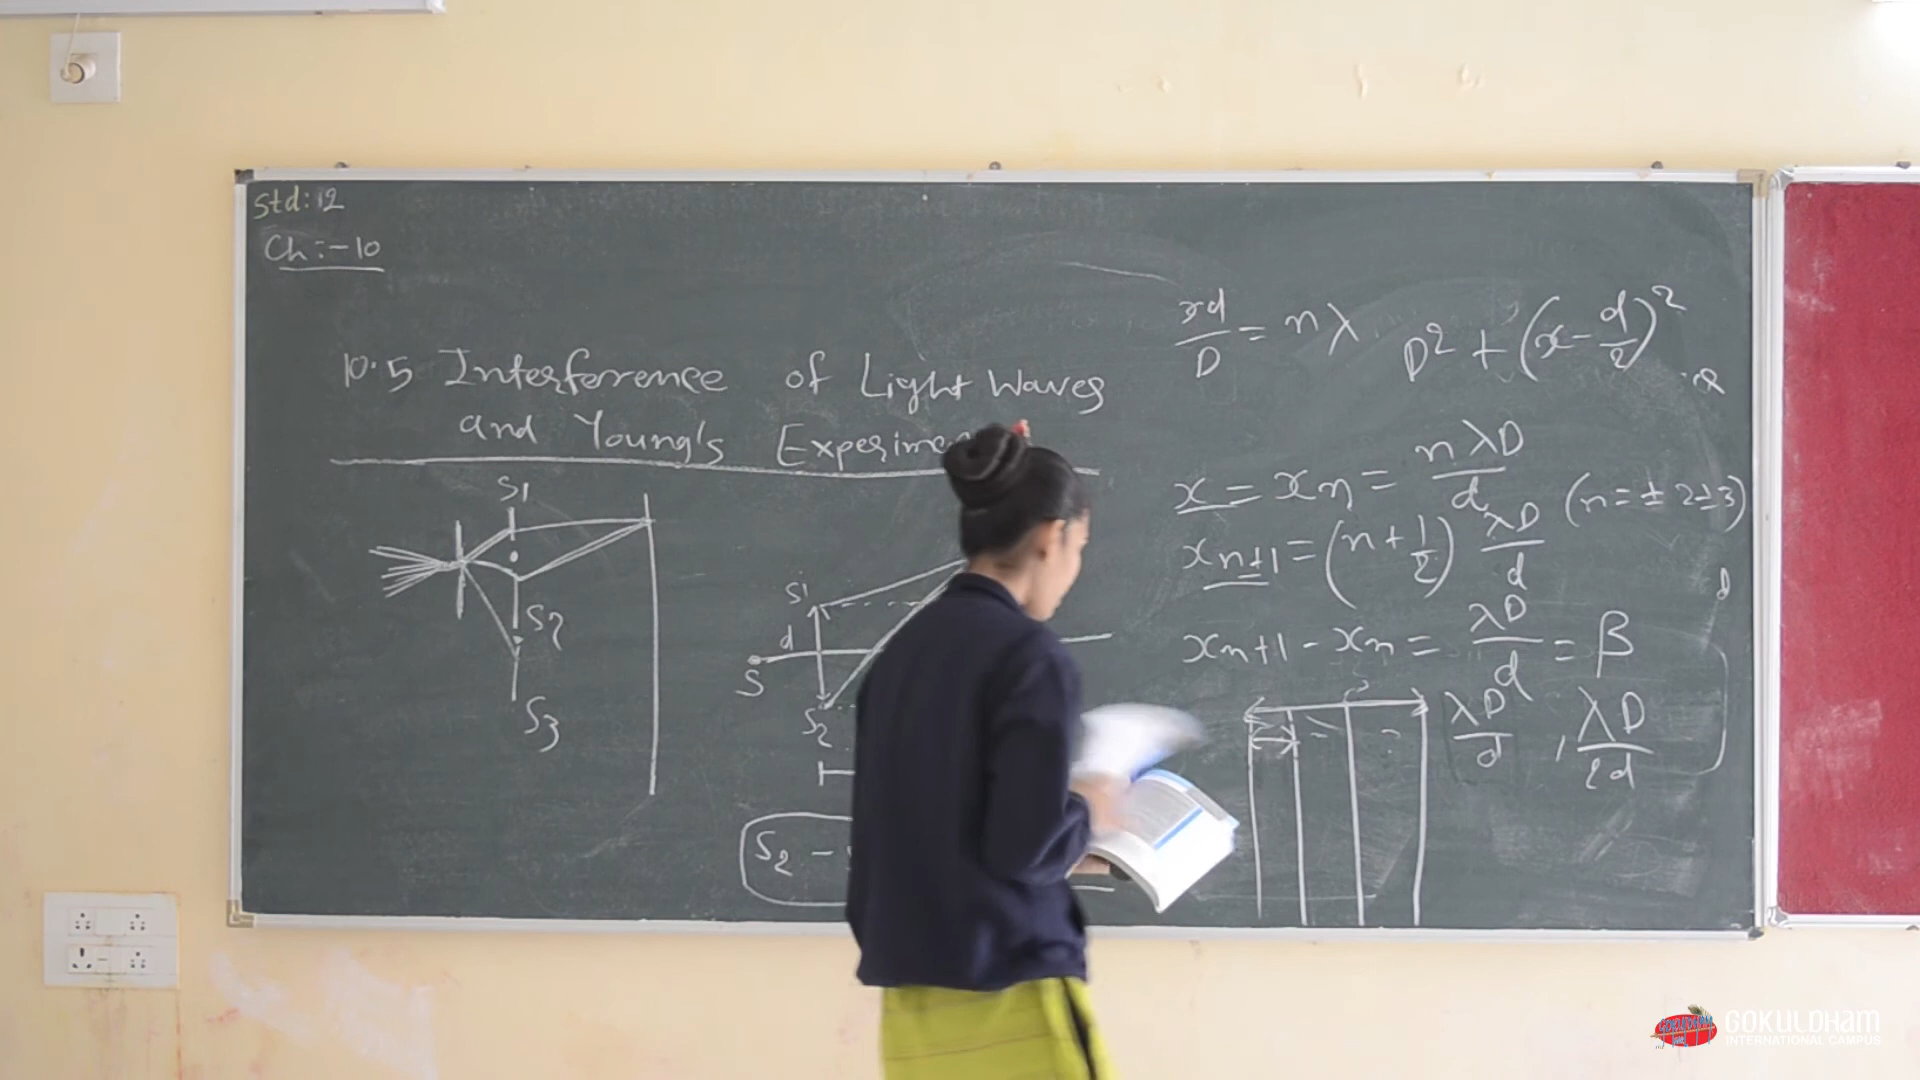 Std: 12
Ch :- 10
10.5 Interference of Light Waves
and Young's Experimen
S1
S2
S3
S1
d
S
S2
S2 -
xd/D = nλ
D² + (x - d/2)²
x = xn = nλD/d (n = ± 2 ± 3)
xn+1 = (n + 1/2) λD/d
xn+1 - xn = λD/d = β
λD/d , λD/2d
GOKULDHAM
INTERNATIONAL CAMPUS